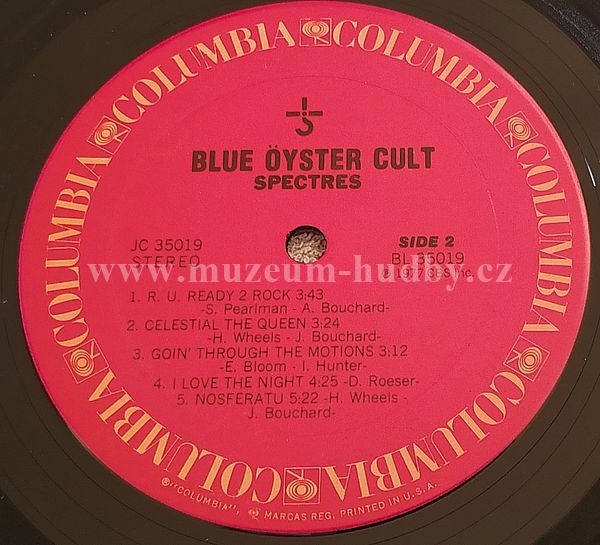 COLUMBIA COLUMBIA COLUMBIA COLUMBIA COLUMBIA COLUMBIA
BLUE ÖYSTER CULT
SPECTRES
JC 35019
STEREO
SIDE 2
BL 35019
℗ 1977 CBS Inc.
www.muzeum-hudby.cz
1. R. U. READY 2 ROCK 3:43
-S. Pearlman - A. Bouchard-
2. CELESTIAL THE QUEEN 3:24
-H. Wheels - J. Bouchard-
3. GOIN' THROUGH THE MOTIONS 3:12
-E. Bloom - I. Hunter-
4. I LOVE THE NIGHT 4:25 -D. Roeser-
5. NOSFERATU 5:22 -H. Wheels -
J. Bouchard-
®"COLUMBIA", MARCAS REG. PRINTED IN U.S.A.